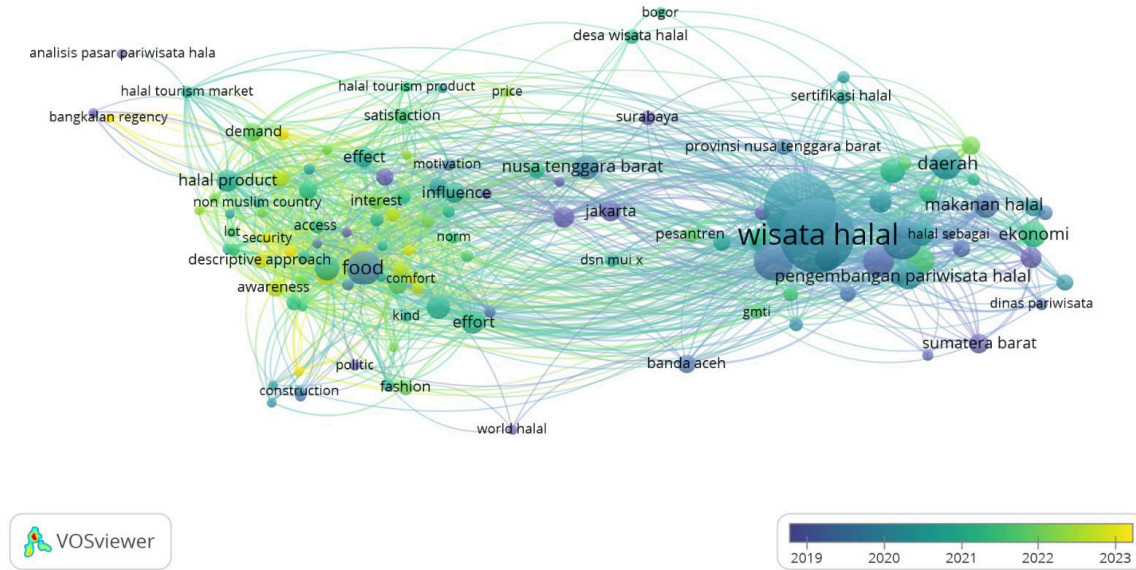 bogor
desa wisata halal
analisis pasar pariwisata hala
halal tourism market
halal tourism product
price
sertifikasi halal
bangkalan regency
demand
satisfaction
surabaya
provinsi nusa tenggara barat
effect
motivation
nusa tenggara barat
daerah
halal product
influence
non muslim country
interest
jakarta
makanan halal
access
lot
security
norm
pesantren
wisata halal
halal sebagai
ekonomi
descriptive approach
food
dsn mui x
awareness
comfort
pengembangan pariwisata halal
kind
effort
gmti
dinas pariwisata
sumatera barat
politic
banda aceh
construction
fashion
world halal
VOSviewer
2019 2020 2021 2022 2023